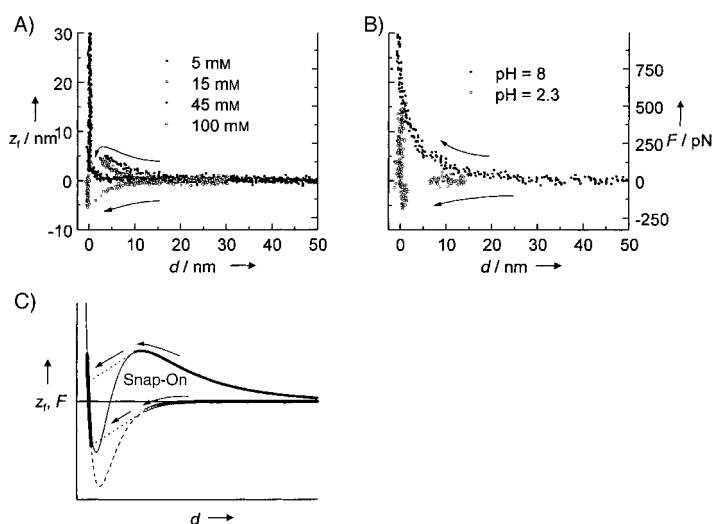 A)
30
20
10
0
-10
z_f / nm
5 mM
15 mM
45 mM
100 mM
0 10 20 30 40 50
d / nm
B)
pH = 8
pH = 2.3
750
500
250
0
-250
F / pN
0 10 20 30 40 50
d / nm
C)
Snap-On
z_f, F
d